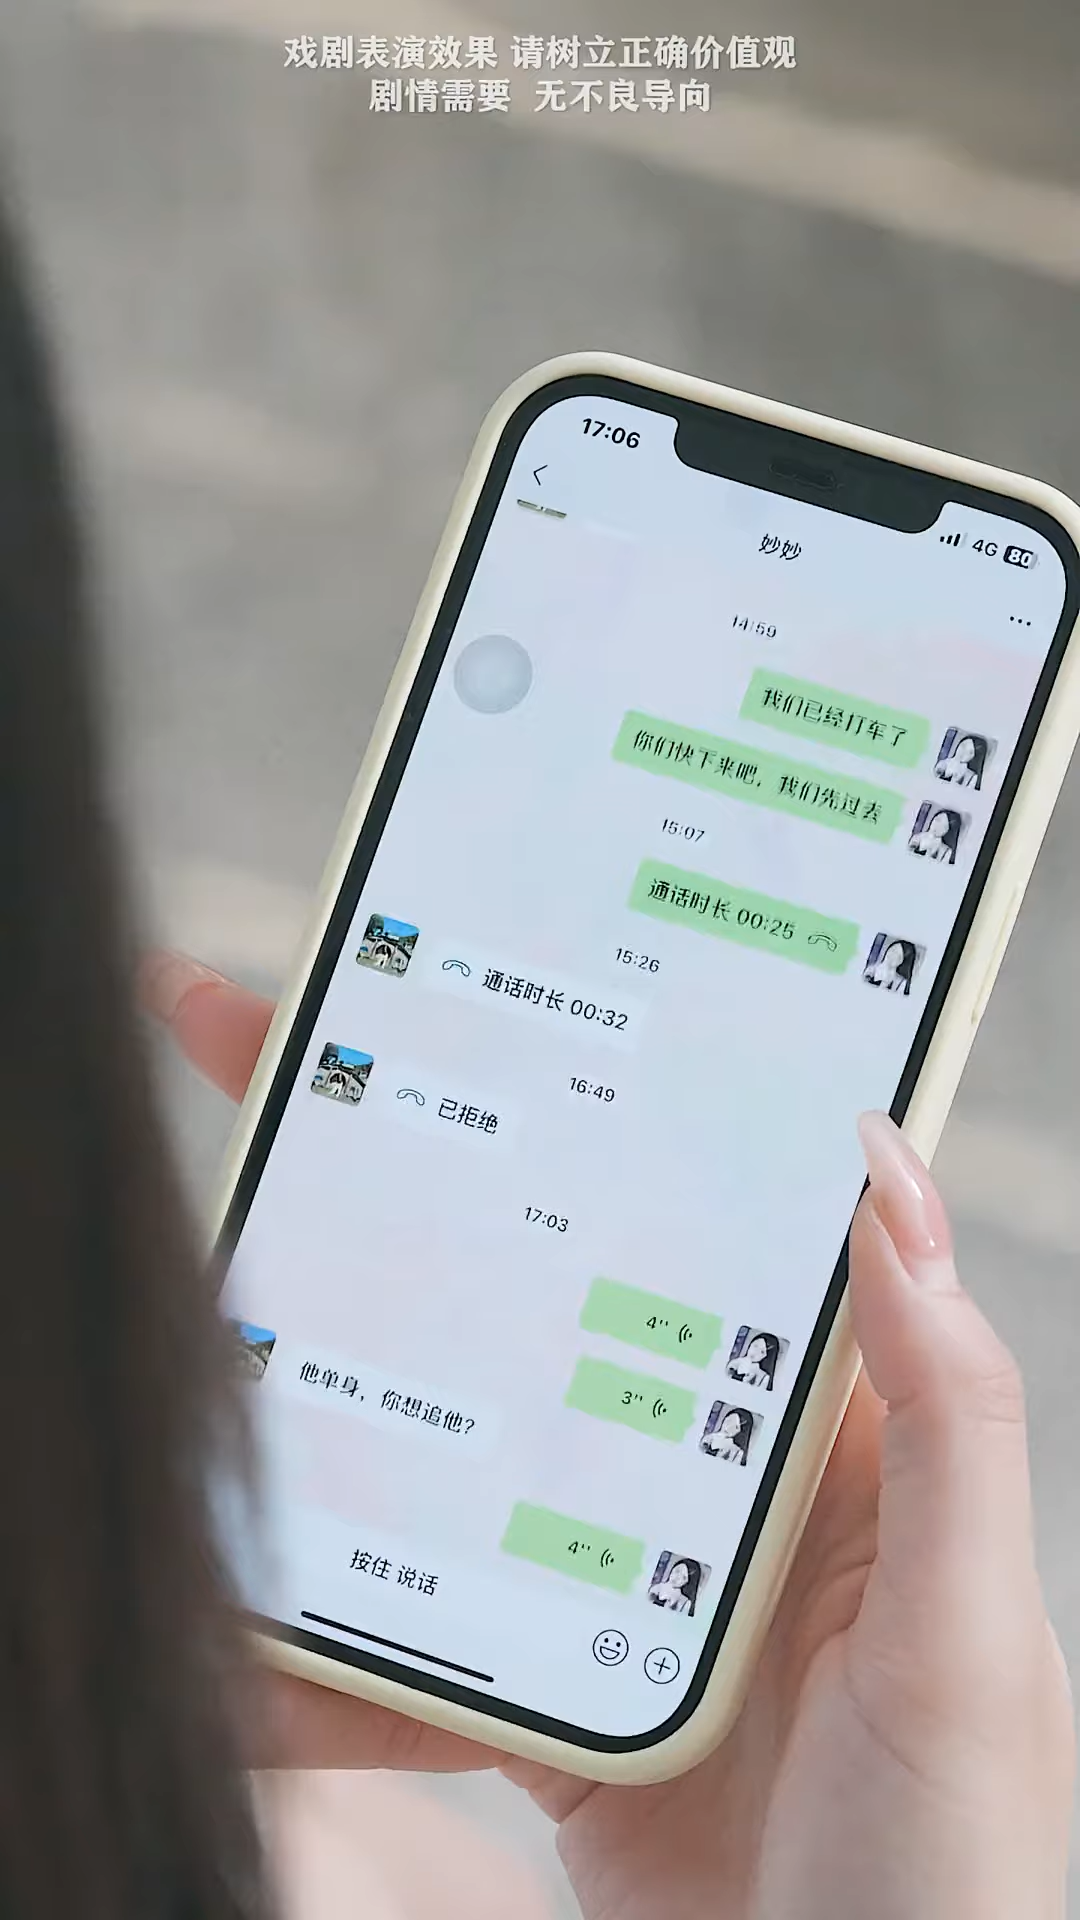 戏剧表演效果 请树立正确价值观
剧情需要 无不良导向
17:06
4G 80
妙妙
14:59
我们已经打车了
你们快下来吧，我们先过去
15:07
通话时长 00:25
15:26
通话时长 00:32
16:49
已拒绝
17:03
4''
3''
他单身，你想追他？
4''
按住 说话